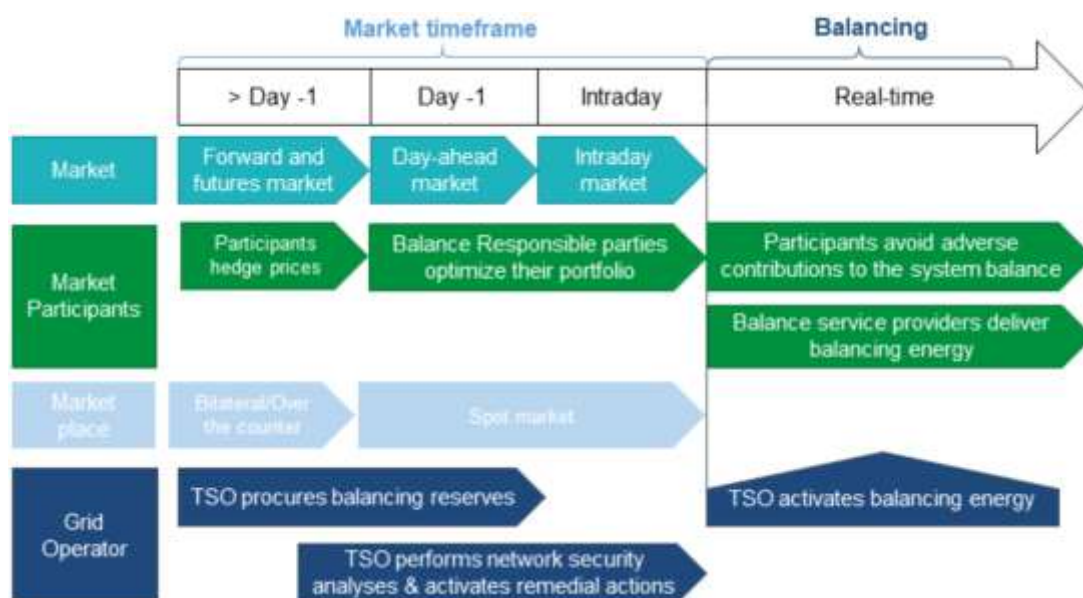 Market timeframe
Balancing
> Day -1
Day -1
Intraday
Real-time
Market
Forward and
futures market
Day-ahead
market
Intraday
market
Market
Participants
Participants
hedge prices
Balance Responsible parties
optimize their portfolio
Participants avoid adverse
contributions to the system balance
Balance service providers deliver
balancing energy
Market
place
Bilateral/Over
the counter
Spot market
Grid
Operator
TSO procures balancing reserves
TSO activates balancing energy
TSO performs network security
analyses & activates remedial actions